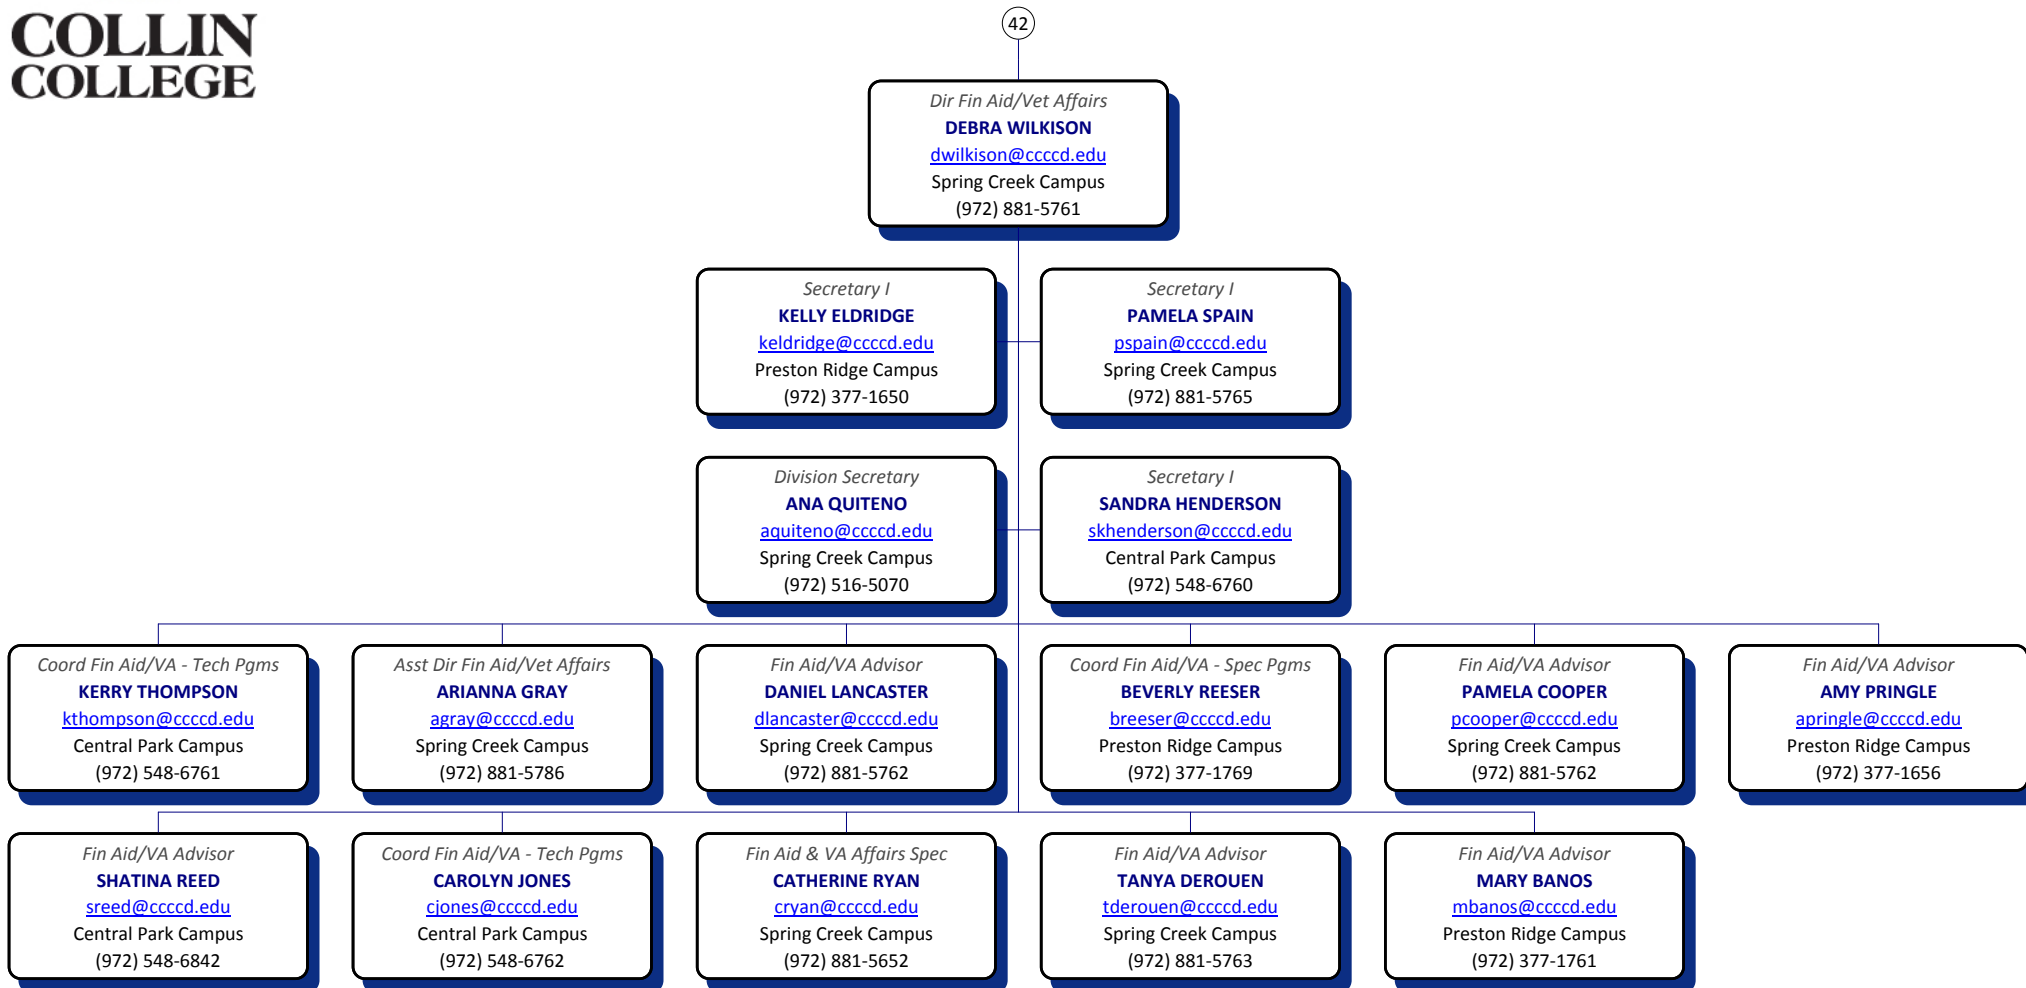 COLLIN
COLLEGE
42
Dir Fin Aid/Vet Affairs
DEBRA WILKISON
dwilkison@ccccd.edu
Spring Creek Campus
(972) 881-5761
Secretary I
KELLY ELDRIDGE
keldridge@ccccd.edu
Preston Ridge Campus
(972) 377-1650
Secretary I
PAMELA SPAIN
pspain@ccccd.edu
Spring Creek Campus
(972) 881-5765
Division Secretary
ANA QUITENO
aquiteno@ccccd.edu
Spring Creek Campus
(972) 516-5070
Secretary I
SANDRA HENDERSON
skhenderson@ccccd.edu
Central Park Campus
(972) 548-6760
Coord Fin Aid/VA - Tech Pgms
KERRY THOMPSON
kthompson@ccccd.edu
Central Park Campus
(972) 548-6761
Asst Dir Fin Aid/Vet Affairs
ARIANNA GRAY
agray@ccccd.edu
Spring Creek Campus
(972) 881-5786
Fin Aid/VA Advisor
DANIEL LANCASTER
dlancaster@ccccd.edu
Spring Creek Campus
(972) 881-5762
Coord Fin Aid/VA - Spec Pgms
BEVERLY REESER
breeser@ccccd.edu
Preston Ridge Campus
(972) 377-1769
Fin Aid/VA Advisor
PAMELA COOPER
pcooper@ccccd.edu
Spring Creek Campus
(972) 881-5762
Fin Aid/VA Advisor
AMY PRINGLE
apringle@ccccd.edu
Preston Ridge Campus
(972) 377-1656
Fin Aid/VA Advisor
SHATINA REED
sreed@ccccd.edu
Central Park Campus
(972) 548-6842
Coord Fin Aid/VA - Tech Pgms
CAROLYN JONES
cjones@ccccd.edu
Central Park Campus
(972) 548-6762
Fin Aid & VA Affairs Spec
CATHERINE RYAN
cryan@ccccd.edu
Spring Creek Campus
(972) 881-5652
Fin Aid/VA Advisor
TANYA DEROUEN
tderouen@ccccd.edu
Spring Creek Campus
(972) 881-5763
Fin Aid/VA Advisor
MARY BANOS
mbanos@ccccd.edu
Preston Ridge Campus
(972) 377-1761